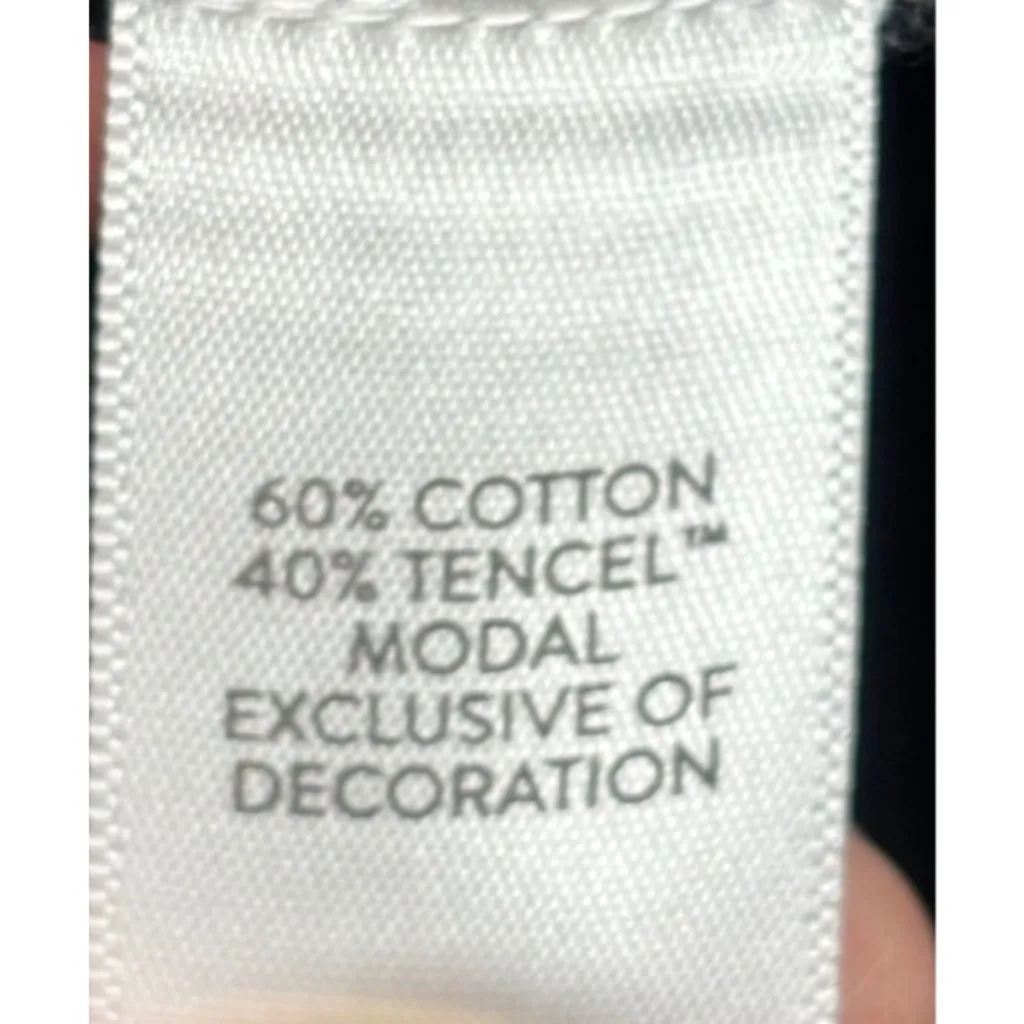 60% COTTON
40% TENCEL™
MODAL
EXCLUSIVE OF
DECORATION